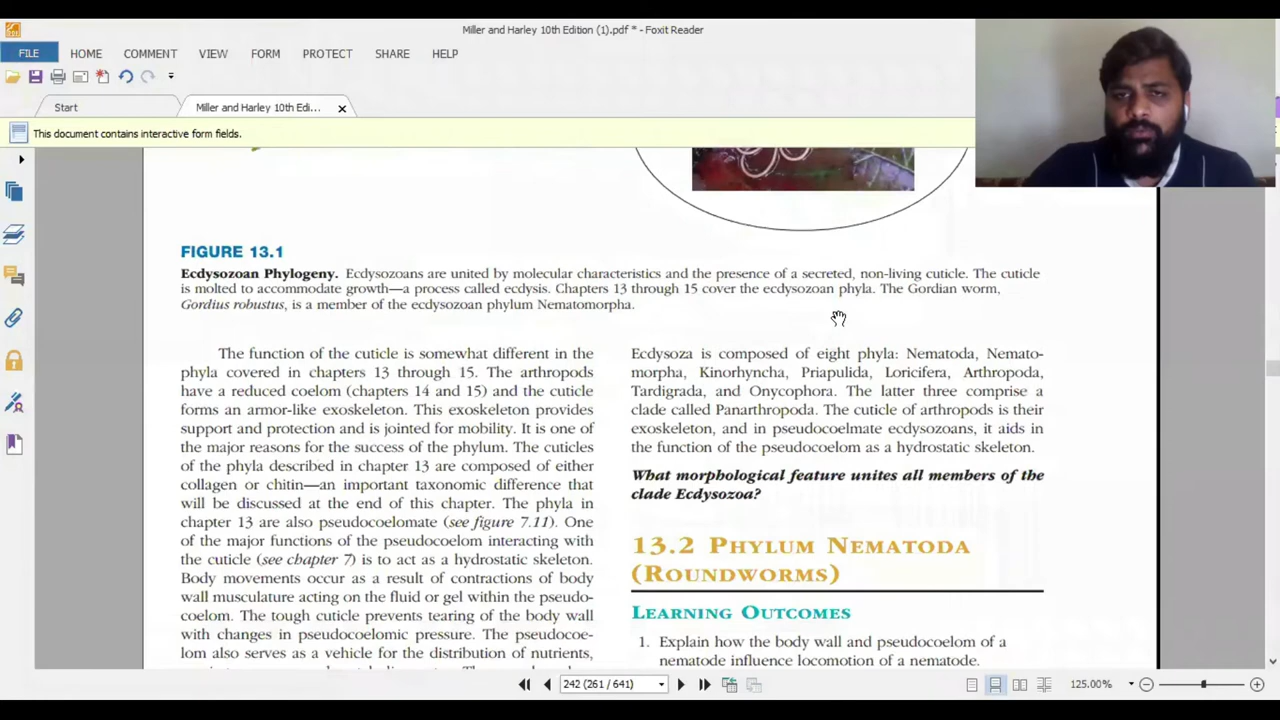 Miller and Harley 10th Edition (1).pdf * - Foxit Reader
FILE HOME COMMENT VIEW FORM PROTECT SHARE HELP
Start Miller and Harley 10th Edi... x
This document contains interactive form fields.
FIGURE 13.1
Ecdysozoan Phylogeny. Ecdysozoans are united by molecular characteristics and the presence of a secreted, non-living cuticle. The cuticle
is molted to accommodate growth—a process called ecdysis. Chapters 13 through 15 cover the ecdysozoan phyla. The Gordian worm,
Gordius robustus, is a member of the ecdysozoan phylum Nematomorpha.
The function of the cuticle is somewhat different in the
phyla covered in chapters 13 through 15. The arthropods
have a reduced coelom (chapters 14 and 15) and the cuticle
forms an armor-like exoskeleton. This exoskeleton provides
support and protection and is jointed for mobility. It is one of
the major reasons for the success of the phylum. The cuticles
of the phyla described in chapter 13 are composed of either
collagen or chitin—an important taxonomic difference that
will be discussed at the end of this chapter. The phyla in
chapter 13 are also pseudocoelomate (see figure 7.11). One
of the major functions of the pseudocoelom interacting with
the cuticle (see chapter 7) is to act as a hydrostatic skeleton.
Body movements occur as a result of contractions of body
wall musculature acting on the fluid or gel within the pseudo-
coelom. The tough cuticle prevents tearing of the body wall
with changes in pseudocoelomic pressure. The pseudocoe-
lom also serves as a vehicle for the distribution of nutrients,
Ecdysoza is composed of eight phyla: Nematoda, Nemato-
morpha, Kinorhyncha, Priapulida, Loricifera, Arthropoda,
Tardigrada, and Onycophora. The latter three comprise a
clade called Panarthropoda. The cuticle of arthropods is their
exoskeleton, and in pseudocoelmate ecdysozoans, it aids in
the function of the pseudocoelom as a hydrostatic skeleton.
What morphological feature unites all members of the
clade Ecdysozoa?
13.2 PHYLUM NEMATODA
(ROUNDWORMS)
LEARNING OUTCOMES
1. Explain how the body wall and pseudocoelom of a
nematode influence locomotion of a nematode.
242 (261 / 641) 125.00%